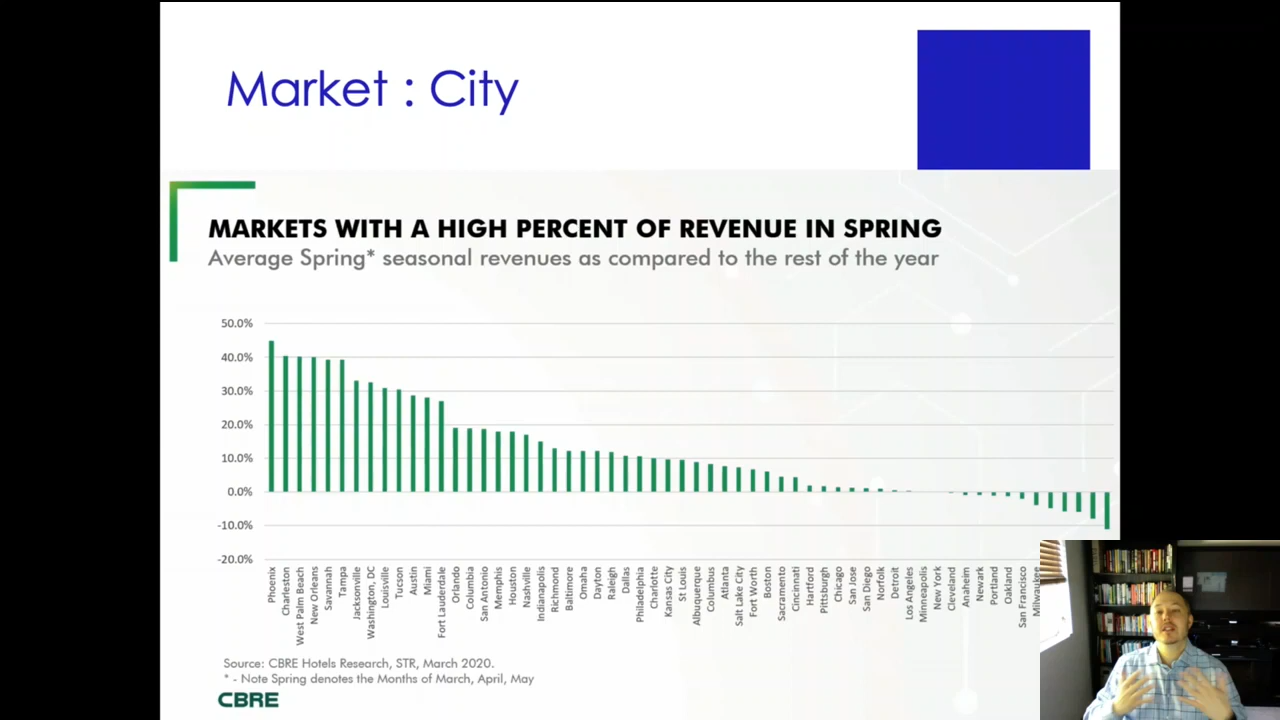 Market : City
MARKETS WITH A HIGH PERCENT OF REVENUE IN SPRING
Average Spring* seasonal revenues as compared to the rest of the year
50.0%
40.0%
30.0%
20.0%
10.0%
0.0%
-10.0%
-20.0%
Phoenix
Charleston
West Palm Beach
New Orleans
Savannah
Tampa
Jacksonville
Washington, DC
Louisville
Tucson
Austin
Miami
Fort Lauderdale
Orlando
Columbia
San Antonio
Memphis
Houston
Nashville
Indianapolis
Richmond
Baltimore
Omaha
Dayton
Raleigh
Dallas
Philadelphia
Charlotte
Kansas City
St Louis
Albuquerque
Columbus
Atlanta
Salt Lake City
Fort Worth
Boston
Sacramento
Cincinnati
Hartford
Pittsburgh
Chicago
San Jose
San Diego
Norfolk
Detroit
Los Angeles
Minneapolis
New York
Cleveland
Anaheim
Newark
Portland
Oakland
San Francisco
Milwaukee
Source: CBRE Hotels Research, STR, March 2020.
* - Note Spring denotes the Months of March, April, May
CBRE